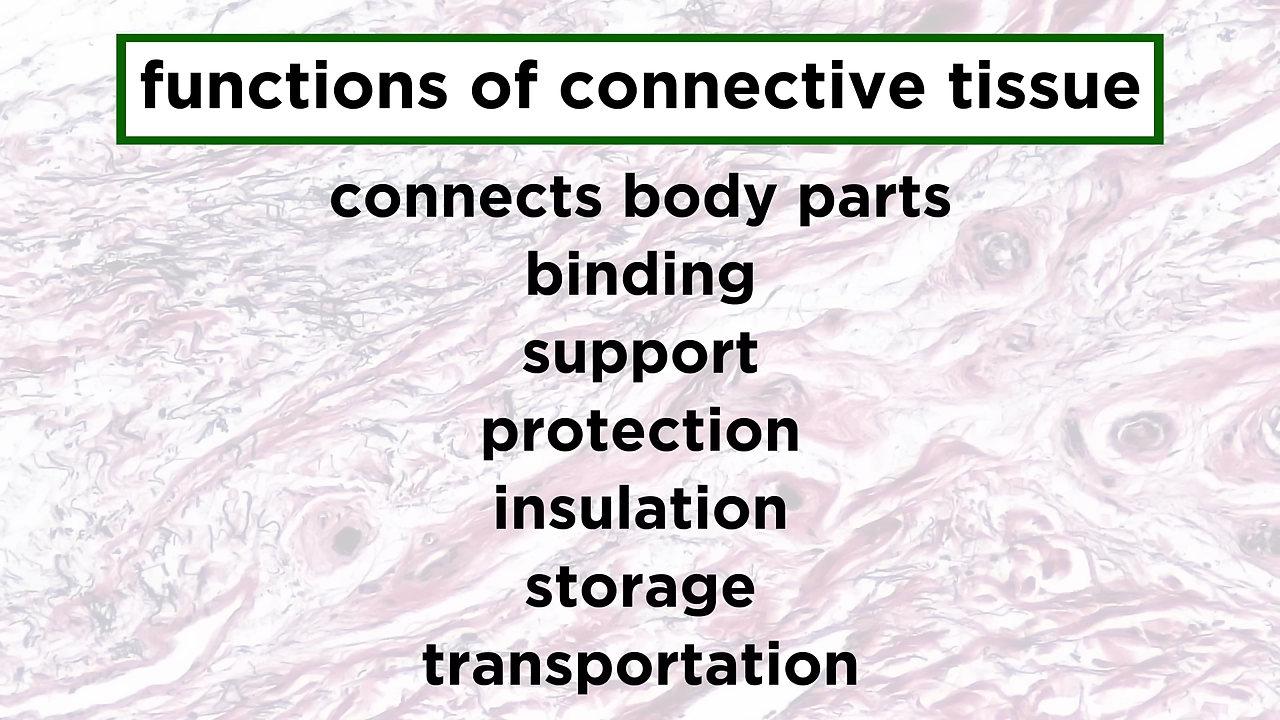 functions of connective tissue
connects body parts
binding
support
protection
insulation
storage
transportation